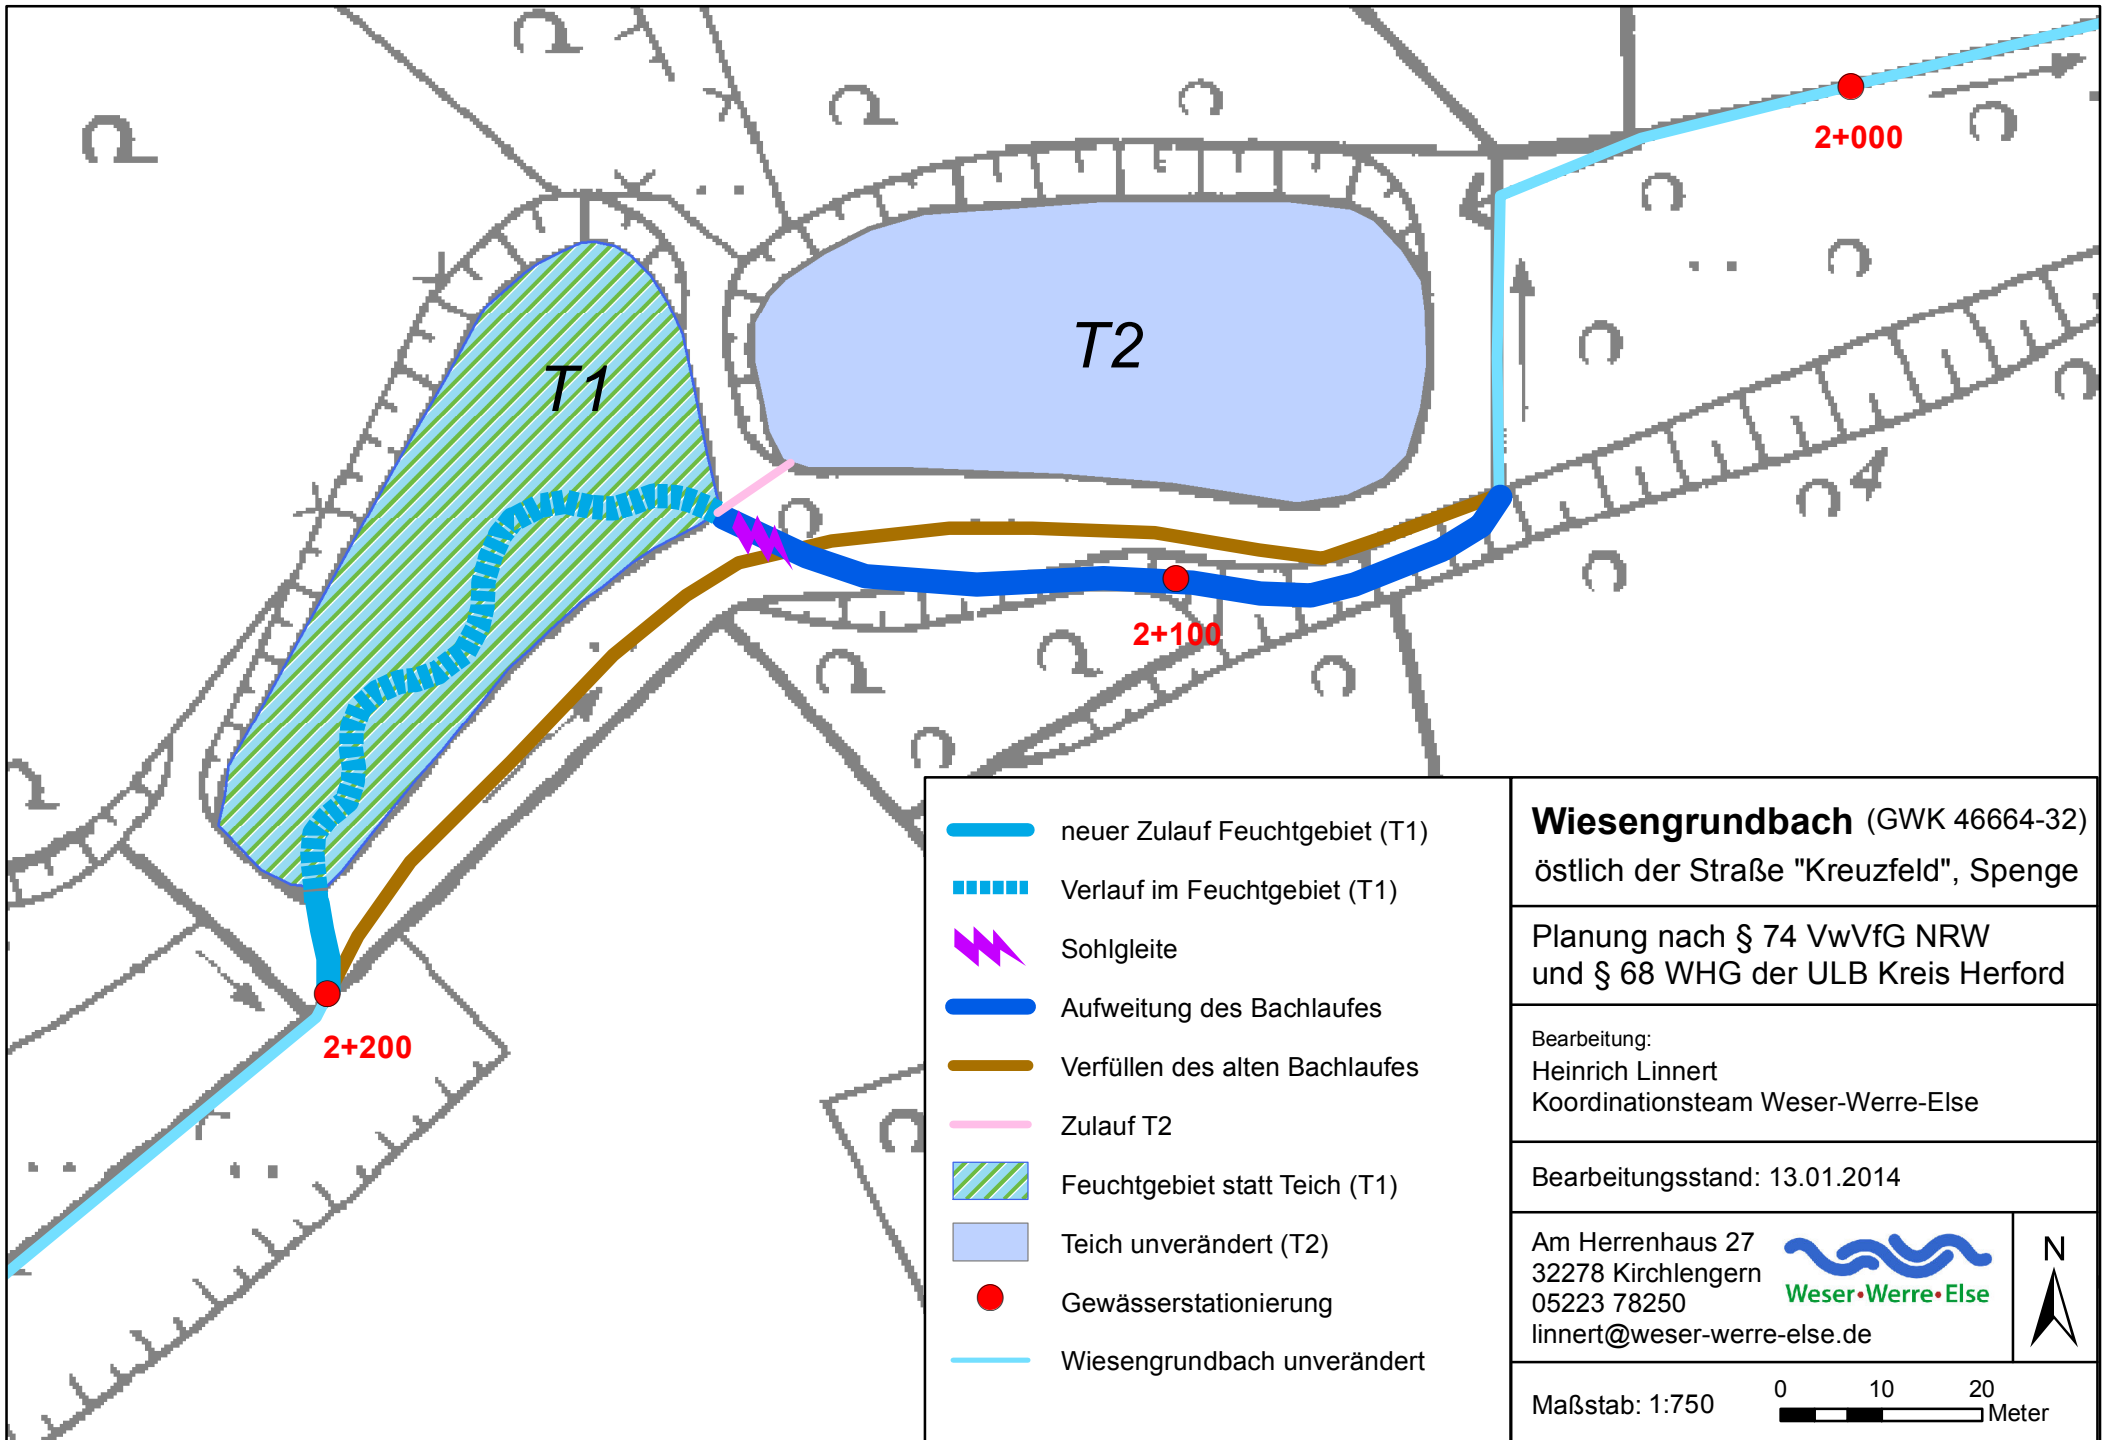 2+000
T2
T1
2+100
2+200
neuer Zulauf Feuchtgebiet (T1)
Verlauf im Feuchtgebiet (T1)
Sohlgleite
Aufweitung des Bachlaufes
Verfüllen des alten Bachlaufes
Zulauf T2
Feuchtgebiet statt Teich (T1)
Teich unverändert (T2)
Gewässerstationierung
Wiesengrundbach unverändert
Wiesengrundbach (GWK 46664-32)
östlich der Straße "Kreuzfeld", Spenge
Planung nach § 74 VwVfG NRW
und § 68 WHG der ULB Kreis Herford
Bearbeitung:
Heinrich Linnert
Koordinationsteam Weser-Werre-Else
Bearbeitungsstand: 13.01.2014
Am Herrenhaus 27
32278 Kirchlengern
05223 78250
linnert@weser-werre-else.de
Weser•Werre•Else
N
Maßstab: 1:750
0 10 20
Meter